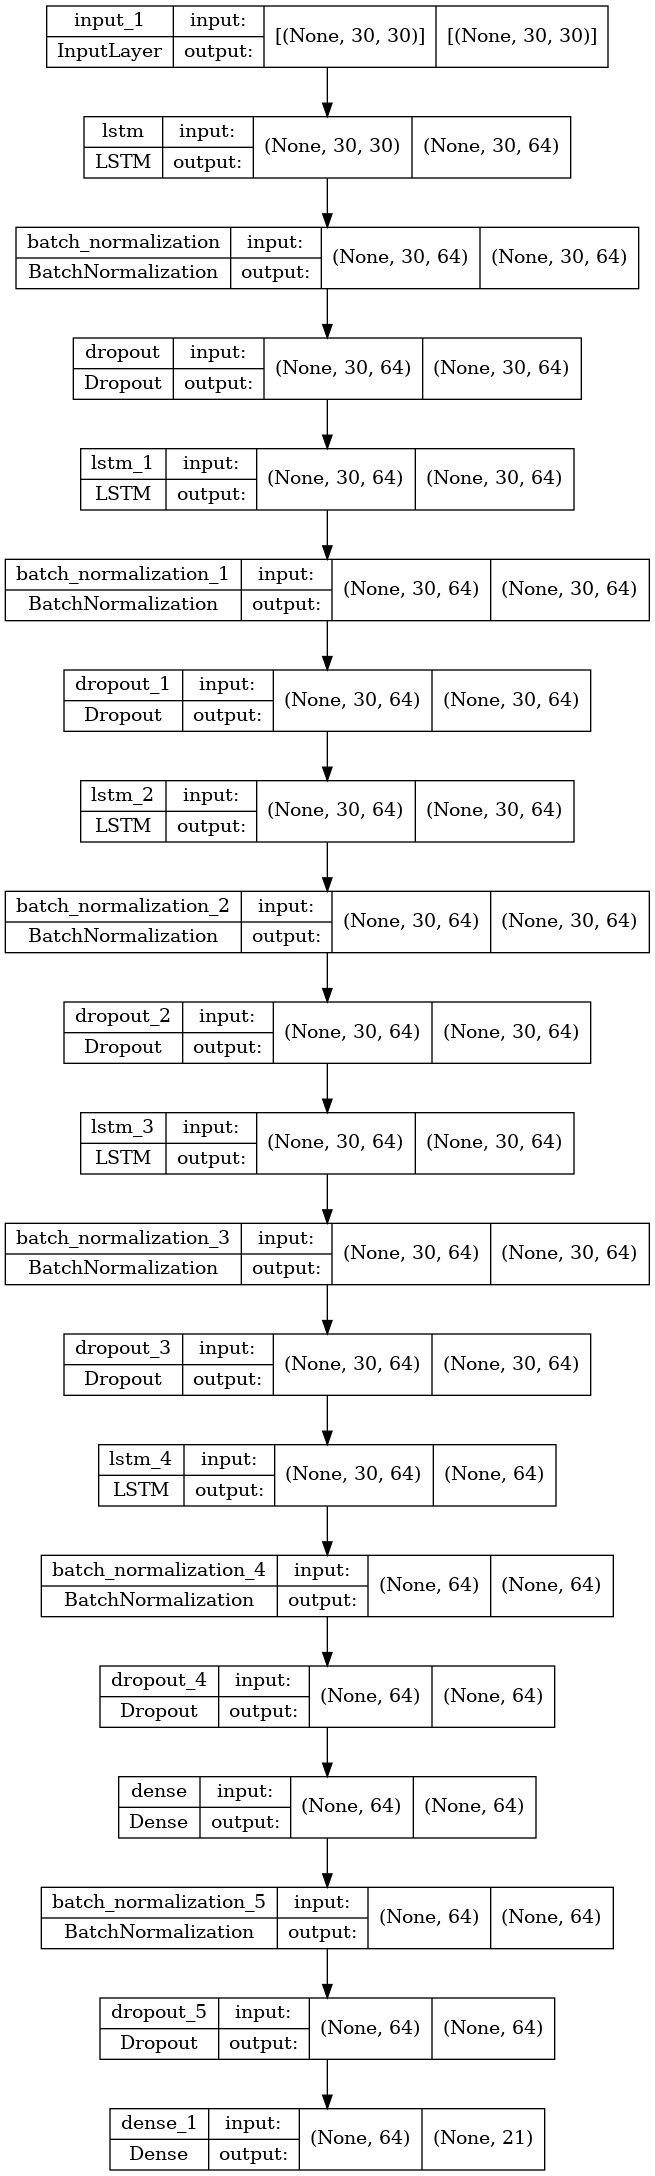 input_1 input: [(None, 30, 30)] [(None, 30, 30)]
InputLayer output:
lstm input: (None, 30, 30) (None, 30, 64)
LSTM output:
batch_normalization input: (None, 30, 64) (None, 30, 64)
BatchNormalization output:
dropout input: (None, 30, 64) (None, 30, 64)
Dropout output:
lstm_1 input: (None, 30, 64) (None, 30, 64)
LSTM output:
batch_normalization_1 input: (None, 30, 64) (None, 30, 64)
BatchNormalization output:
dropout_1 input: (None, 30, 64) (None, 30, 64)
Dropout output:
lstm_2 input: (None, 30, 64) (None, 30, 64)
LSTM output:
batch_normalization_2 input: (None, 30, 64) (None, 30, 64)
BatchNormalization output:
dropout_2 input: (None, 30, 64) (None, 30, 64)
Dropout output:
lstm_3 input: (None, 30, 64) (None, 30, 64)
LSTM output:
batch_normalization_3 input: (None, 30, 64) (None, 30, 64)
BatchNormalization output:
dropout_3 input: (None, 30, 64) (None, 30, 64)
Dropout output:
lstm_4 input: (None, 30, 64) (None, 64)
LSTM output:
batch_normalization_4 input: (None, 64) (None, 64)
BatchNormalization output:
dropout_4 input: (None, 64) (None, 64)
Dropout output:
dense input: (None, 64) (None, 64)
Dense output:
batch_normalization_5 input: (None, 64) (None, 64)
BatchNormalization output:
dropout_5 input: (None, 64) (None, 64)
Dropout output:
dense_1 input: (None, 64) (None, 21)
Dense output: